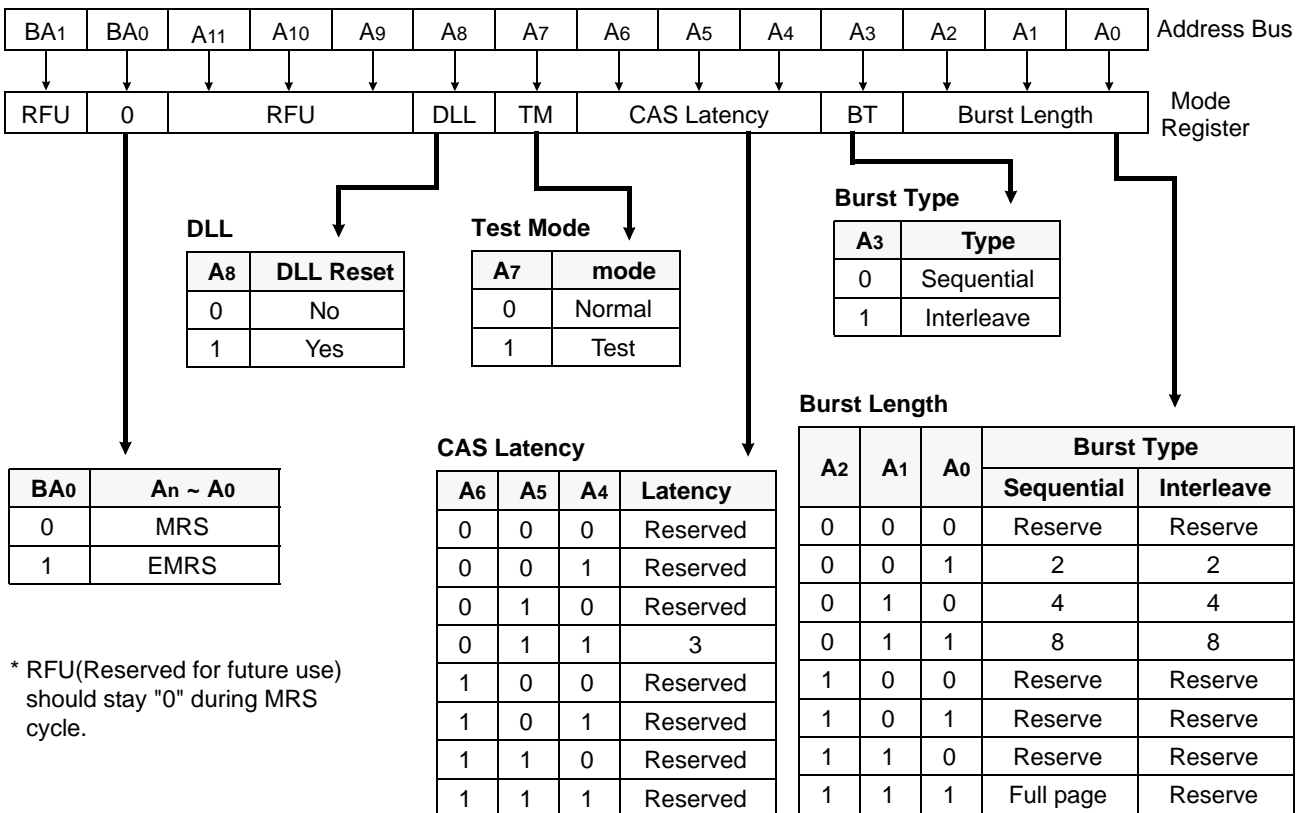 BA1 BA0 A11 A10 A9 A8 A7 A6 A5 A4 A3 A2 A1 A0 Address Bus
RFU 0 RFU DLL TM CAS Latency BT Burst Length Mode Register
DLL
A8 DLL Reset
0 No
1 Yes
Test Mode
A7 mode
0 Normal
1 Test
Burst Type
A3 Type
0 Sequential
1 Interleave
BA0 An ~ A0
0 MRS
1 EMRS
* RFU(Reserved for future use)
should stay "0" during MRS
cycle.
CAS Latency
A6 A5 A4 Latency
0 0 0 Reserved
0 0 1 Reserved
0 1 0 Reserved
0 1 1 3
1 0 0 Reserved
1 0 1 Reserved
1 1 0 Reserved
1 1 1 Reserved
Burst Length
A2 A1 A0 Burst Type
Sequential Interleave
0 0 0 Reserve Reserve
0 0 1 2 2
0 1 0 4 4
0 1 1 8 8
1 0 0 Reserve Reserve
1 0 1 Reserve Reserve
1 1 0 Reserve Reserve
1 1 1 Full page Reserve